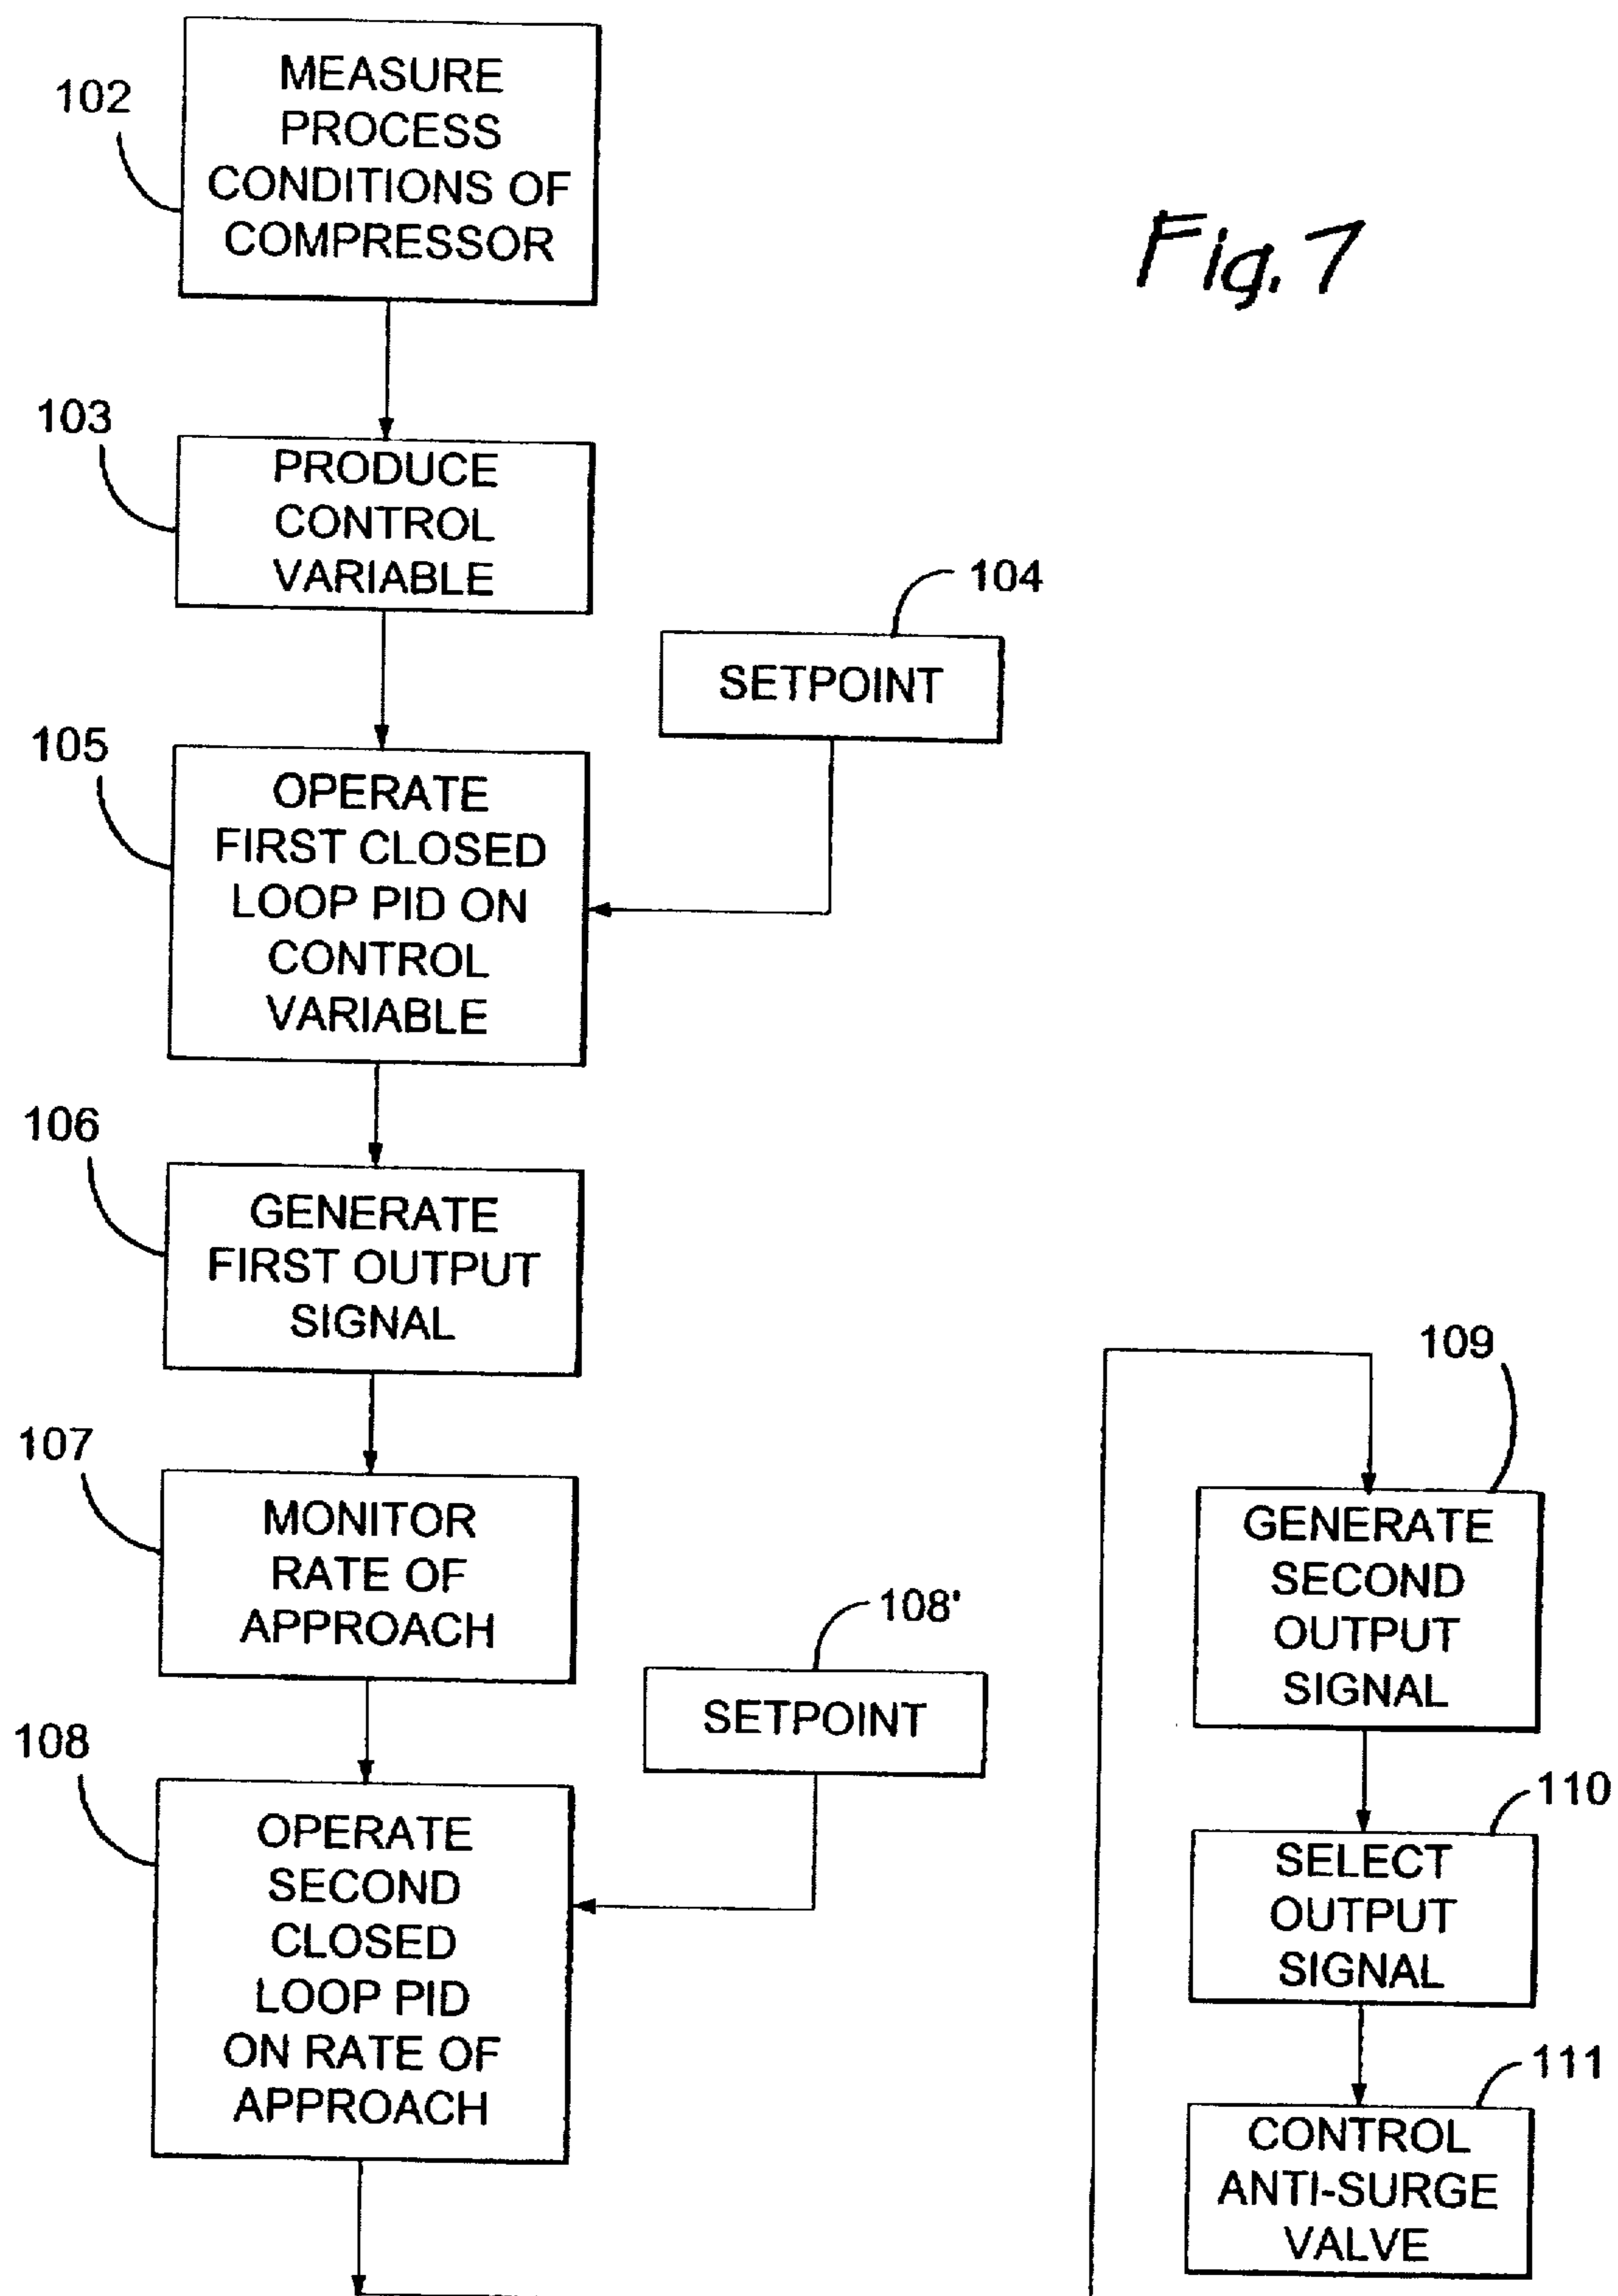 102
MEASURE
PROCESS
CONDITIONS OF
COMPRESSOR
Fig. 7
103
PRODUCE
CONTROL
VARIABLE
104
SETPOINT
105
OPERATE
FIRST CLOSED
LOOP PID ON
CONTROL
VARIABLE
106
GENERATE
FIRST OUTPUT
SIGNAL
107
MONITOR
RATE OF
APPROACH
108'
SETPOINT
108
OPERATE
SECOND
CLOSED
LOOP PID
ON RATE OF
APPROACH
109
GENERATE
SECOND
OUTPUT
SIGNAL
110
SELECT
OUTPUT
SIGNAL
111
CONTROL
ANTI-SURGE
VALVE